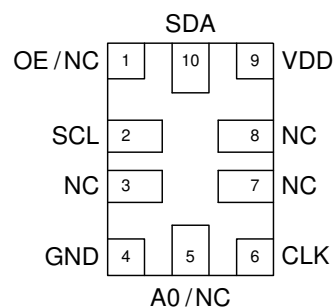 SDA
OE/NC 1 10 9 VDD
SCL 2 8 NC
NC 3 7 NC
GND 4 5 6 CLK
A0/NC